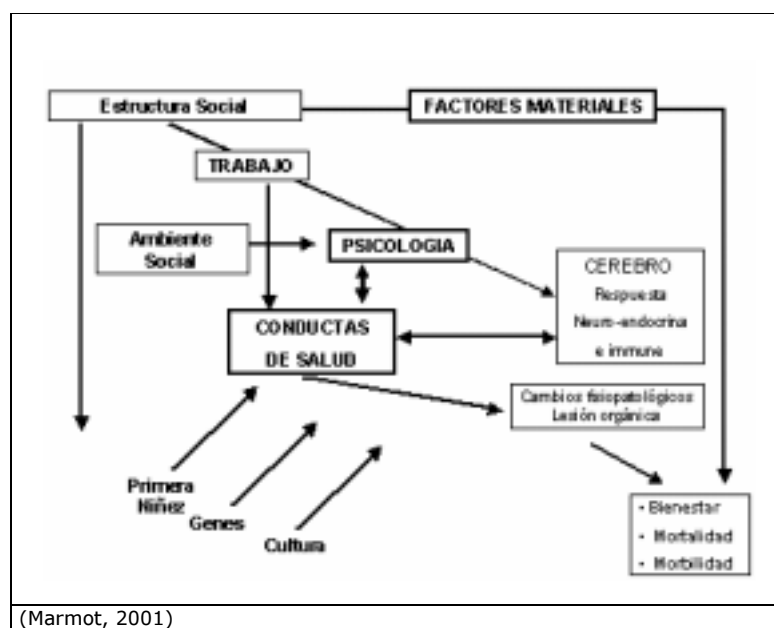 Estructura Social
FACTORES MATERIALES
TRABAJO
Ambiente
Social
PSICOLOGIA
CEREBRO
Respuesta
Neuro-endocrina
e immune
CONDUCTAS
DE SALUD
Cambios fisiopatológicos
Lesión orgánica
Primera
Niñez
Genes
Cultura
• Bienestar
• Mortalidad
• Morbilidad
(Marmot, 2001)